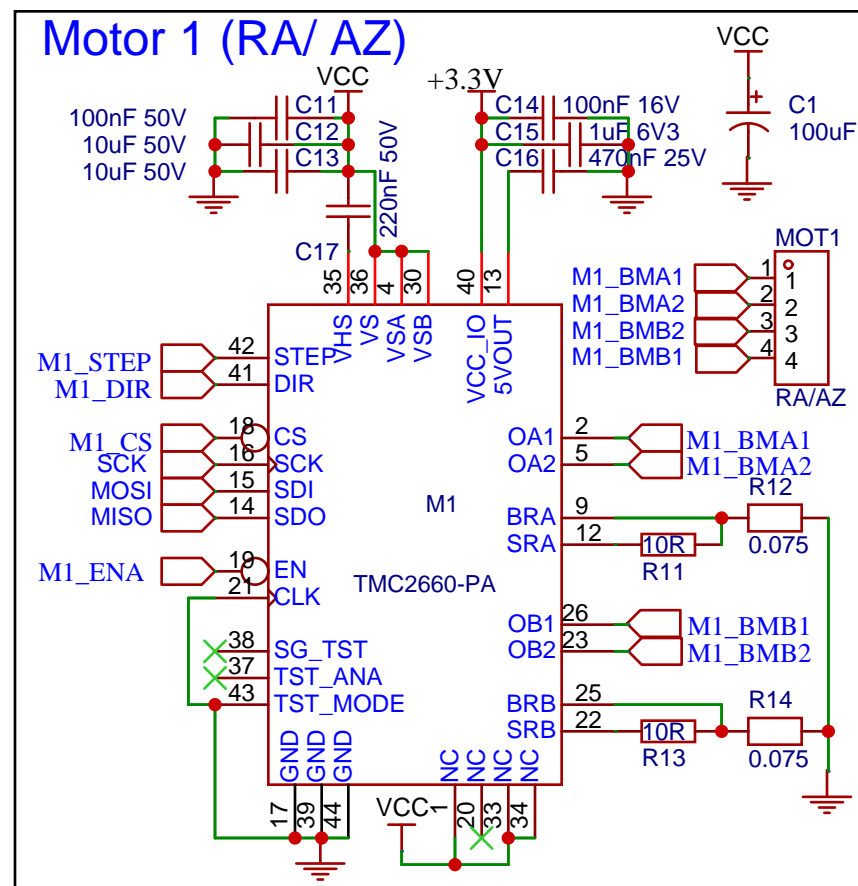 Motor 1 (RA/ AZ)
VCC
+3.3V
VCC
100nF 50V
C11
10uF 50V
C12
10uF 50V
C13
220nF 50V
C17
C14
100nF 16V
C15
1uF 6V3
C16
470nF 25V
C1
100uF
35
36
4
30
40
13
VHS
VS
VSA
VSB
VCC_IO
5VOUT
MOT1
M1_BMA1
1
1
M1_BMA2
2
2
M1_BMB2
3
3
M1_BMB1
4
4
RA/AZ
M1_STEP
42
STEP
M1_DIR
41
DIR
M1_CS
18
CS
SCK
16
SCK
MOSI
15
SDI
MISO
14
SDO
M1_ENA
19
EN
21
CLK
38
SG_TST
37
TST_ANA
43
TST_MODE
M1
TMC2660-PA
OA1
2
M1_BMA1
OA2
5
M1_BMA2
BRA
9
SRA
12
10R
R11
R12
0.075
OB1
26
M1_BMB1
OB2
23
M1_BMB2
BRB
25
SRB
22
10R
R13
R14
0.075
GND
GND
GND
NC
NC
NC
NC
17
39
44
VCC
1
20
33
34